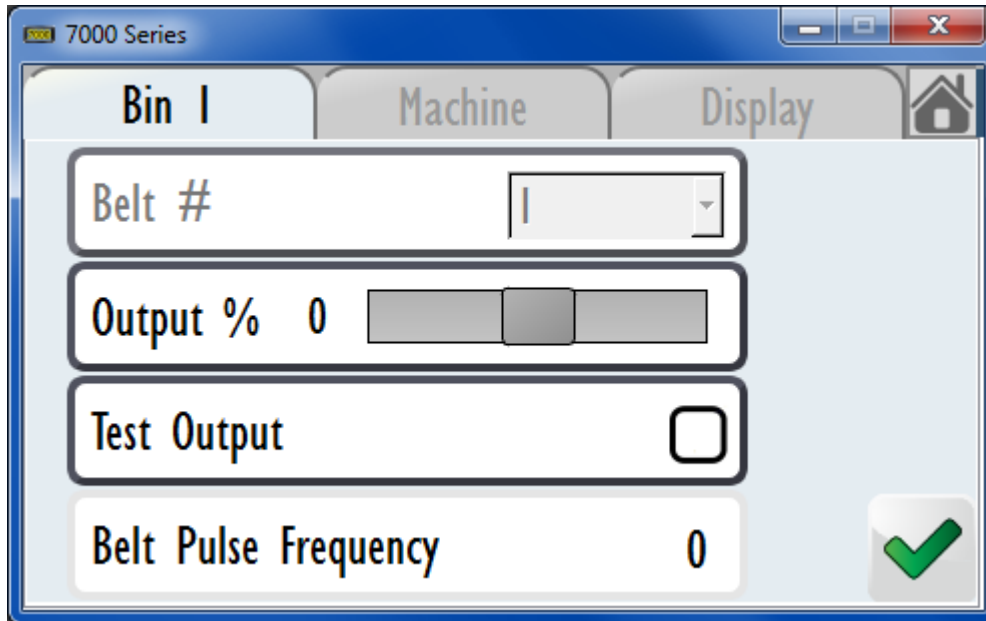 7000 Series
Bin 1 Machine Display
Belt # 1
Output % 0
Test Output
Belt Pulse Frequency 0